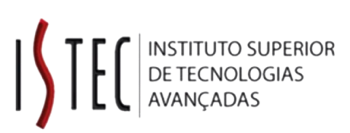 ISTEC
INSTITUTO SUPERIOR
DE TECNOLOGIAS
AVANÇADAS